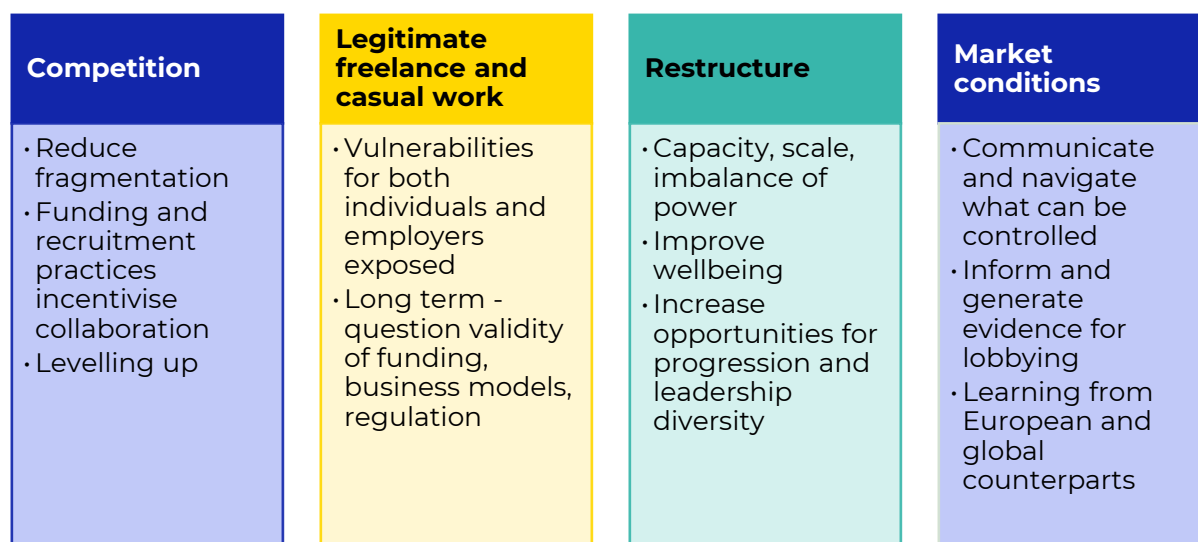 Competition
· Reduce
fragmentation
· Funding and
recruitment
practices
incentivise
collaboration
· Levelling up
Legitimate
freelance and
casual work
· Vulnerabilities
for both
individuals and
employers
exposed
· Long term -
question validity
of funding,
business models,
regulation
Restructure
· Capacity, scale,
imbalance of
power
· Improve
wellbeing
· Increase
opportunities for
progression and
leadership
diversity
Market
conditions
· Communicate
and navigate
what can be
controlled
· Inform and
generate
evidence for
lobbying
· Learning from
European and
global
counterparts